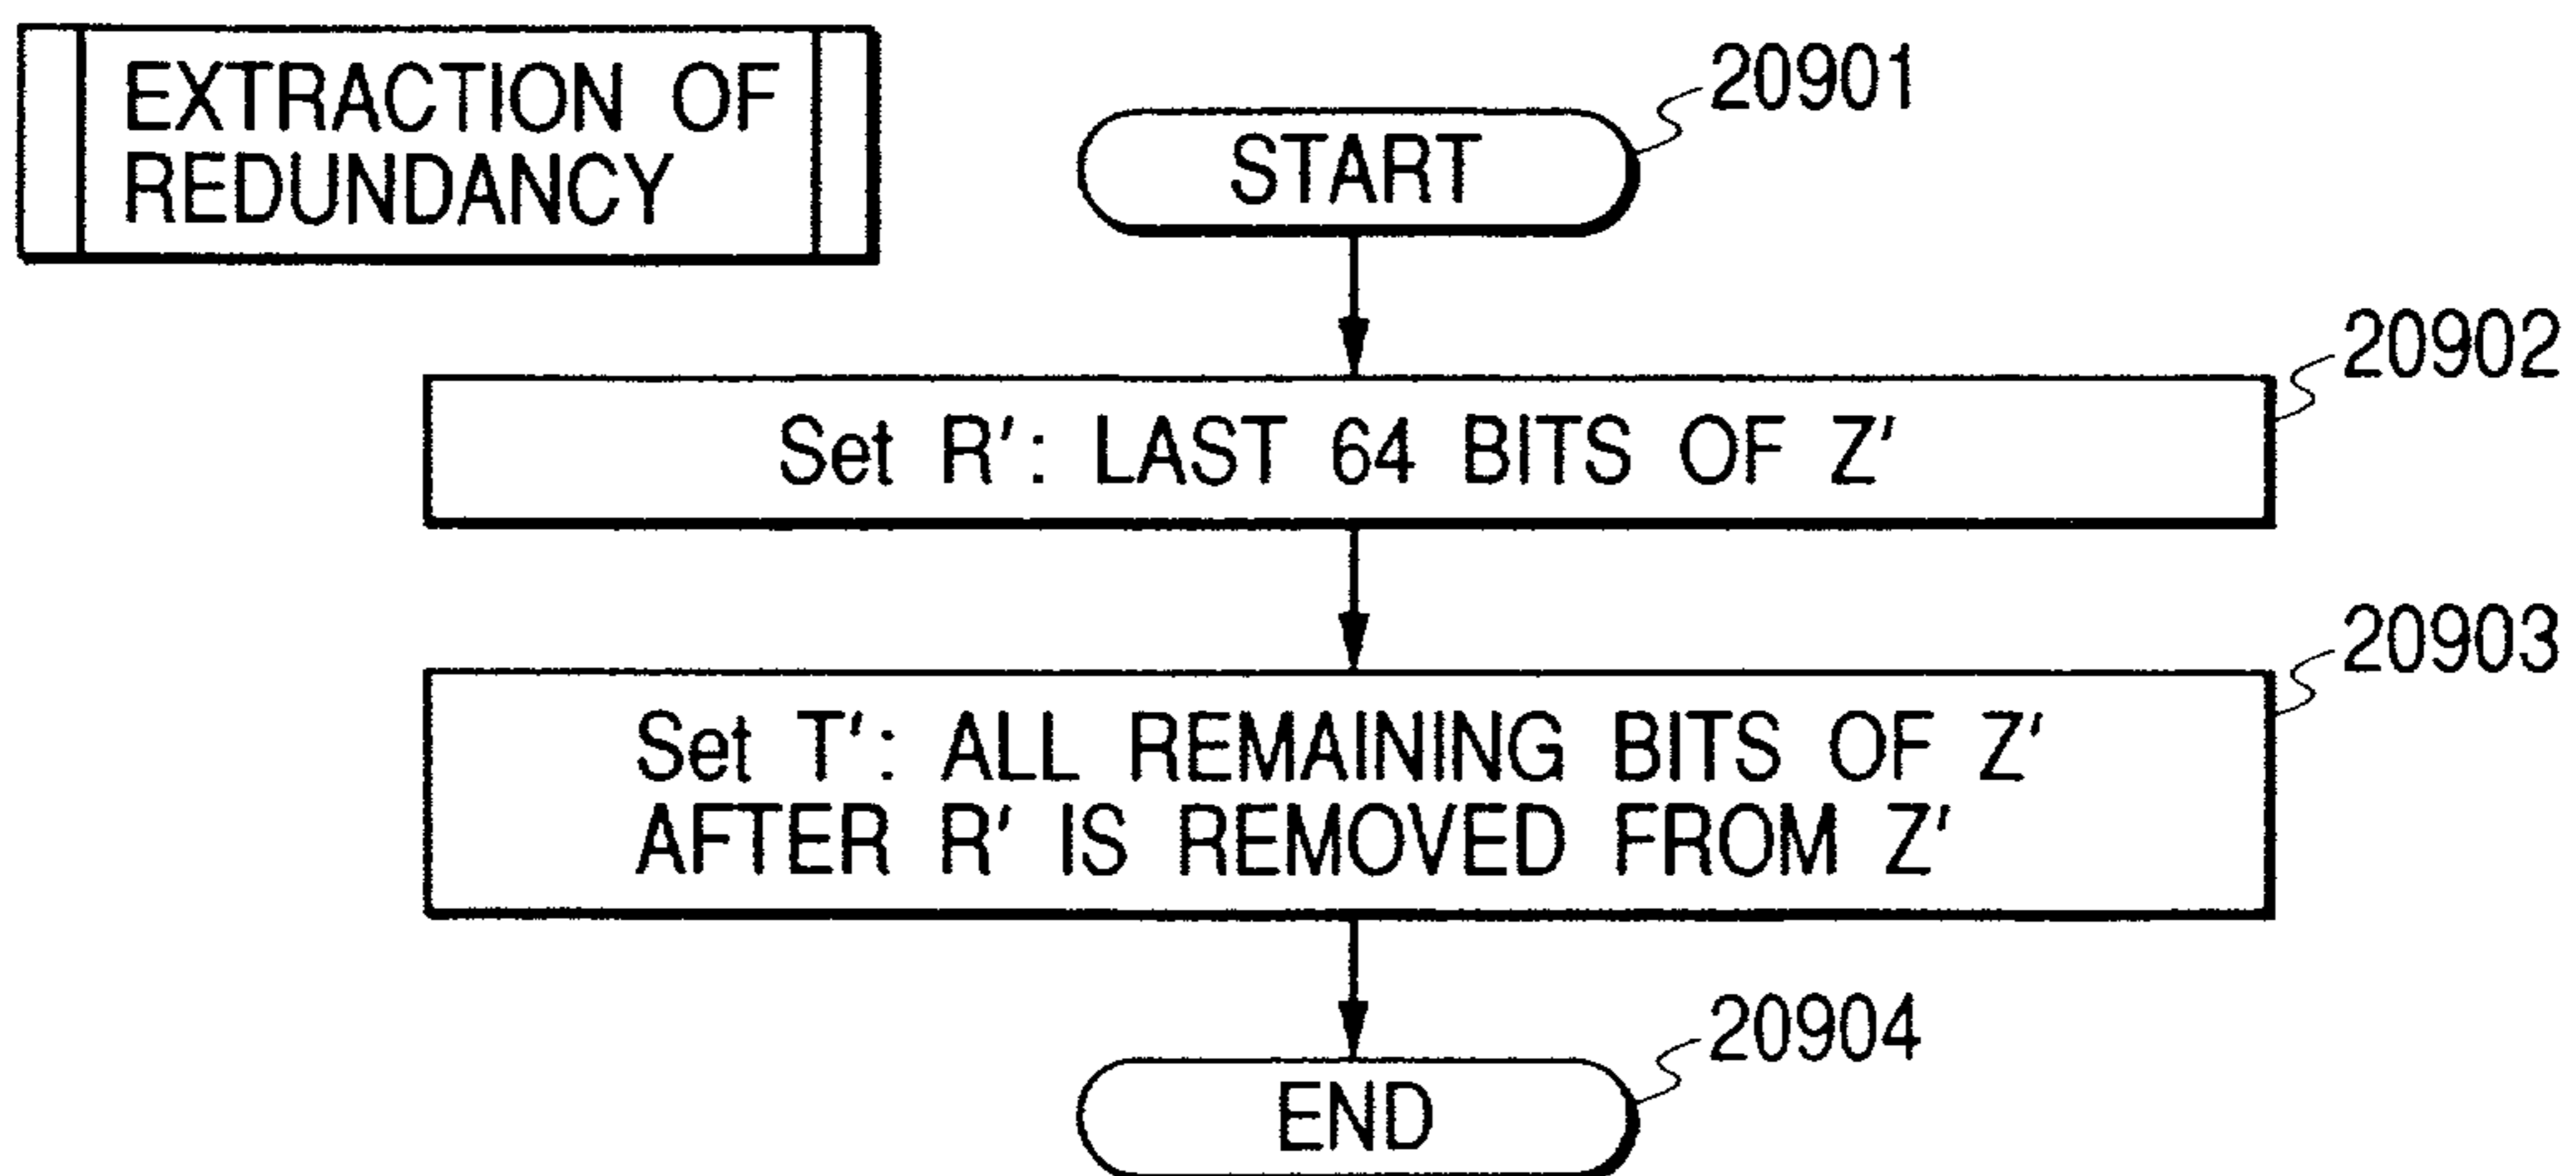 EXTRACTION OF
REDUNDANCY
START
20901
20902
Set R′: LAST 64 BITS OF Z′
20903
Set T′: ALL REMAINING BITS OF Z′
AFTER R′ IS REMOVED FROM Z′
20904
END